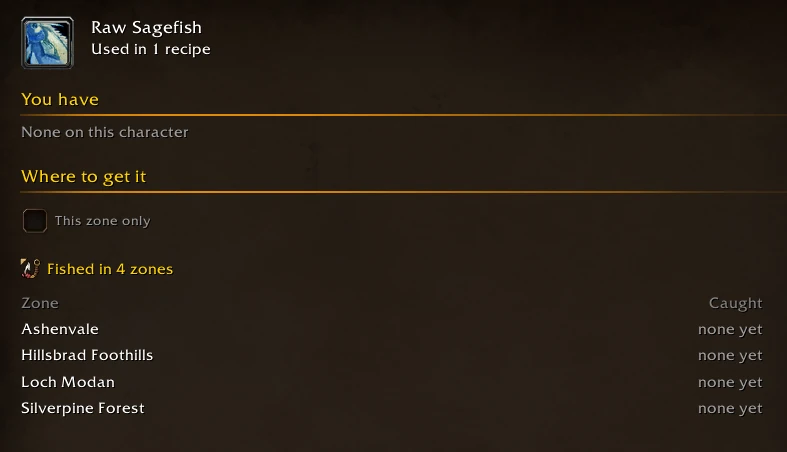 Raw Sagefish
Used in 1 recipe
You have
None on this character
Where to get it
This zone only
Fished in 4 zones
Zone Caught
Ashenvale none yet
Hillsbrad Foothills none yet
Loch Modan none yet
Silverpine Forest none yet